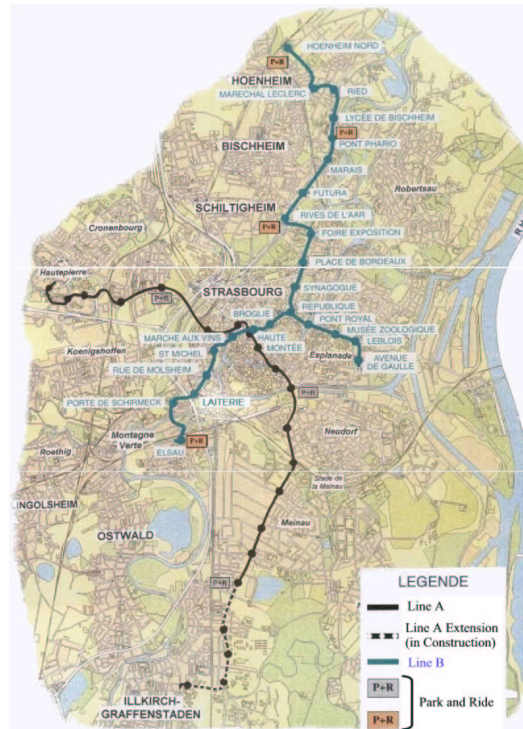 HOENHEIM NORD
P+R
HOENHEIM
MARECHAL LECLERC
RIED
LYCÉE DE BISCHHEIM
P+R
PONT PHARIO
BISCHHEIM
MARAIS
Robertsau
FUTURA
SCHILTIGHEIM
RIVES DE L'AAR
P+R
FOIRE EXPOSITION
Cronenbourg
Hautepierre
PLACE DE BORDEAUX
P+R
STRASBOURG
SYNAGOGUE
REPUBLIQUE
BROGLIE
PONT ROYAL
MUSÉE ZOOLOGIQUE
MARCHE AUX VINS
HAUTE
MONTÉE
LEBLOIS
Koenigshoffen
ST MICHEL
Esplanade
AVENUE
DE GAULLE
RUE DE MOLSHEIM
P+R
PORTE DE SCHIRMECK
LAITERIE
Neudorf
Montagne
Verte
P+R
Roethig
ELSAU
Stade de
la Meinau
LINGOLSHEIM
Meinau
OSTWALD
P+R
LEGENDE
Line A
Line A Extension
(in Construction)
Line B
P+R
Park and Ride
P+R
ILLKIRCH-
GRAFFENSTADEN